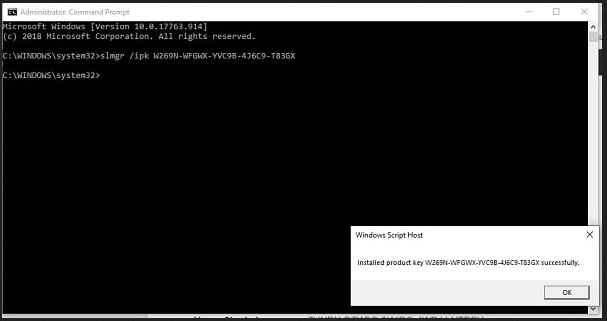 Administrator: Command Prompt
Microsoft Windows [Version 10.0.17763.914]
(c) 2018 Microsoft Corporation. All rights reserved.
C:\WINDOWS\system32>slmgr /ipk W269N-WFGWX-YVC9B-4J6C9-T83GX
C:\WINDOWS\system32>
Windows Script Host
Installed product key W269N-WFGWX-YVC9B-4J6C9-T83GX successfully.
OK